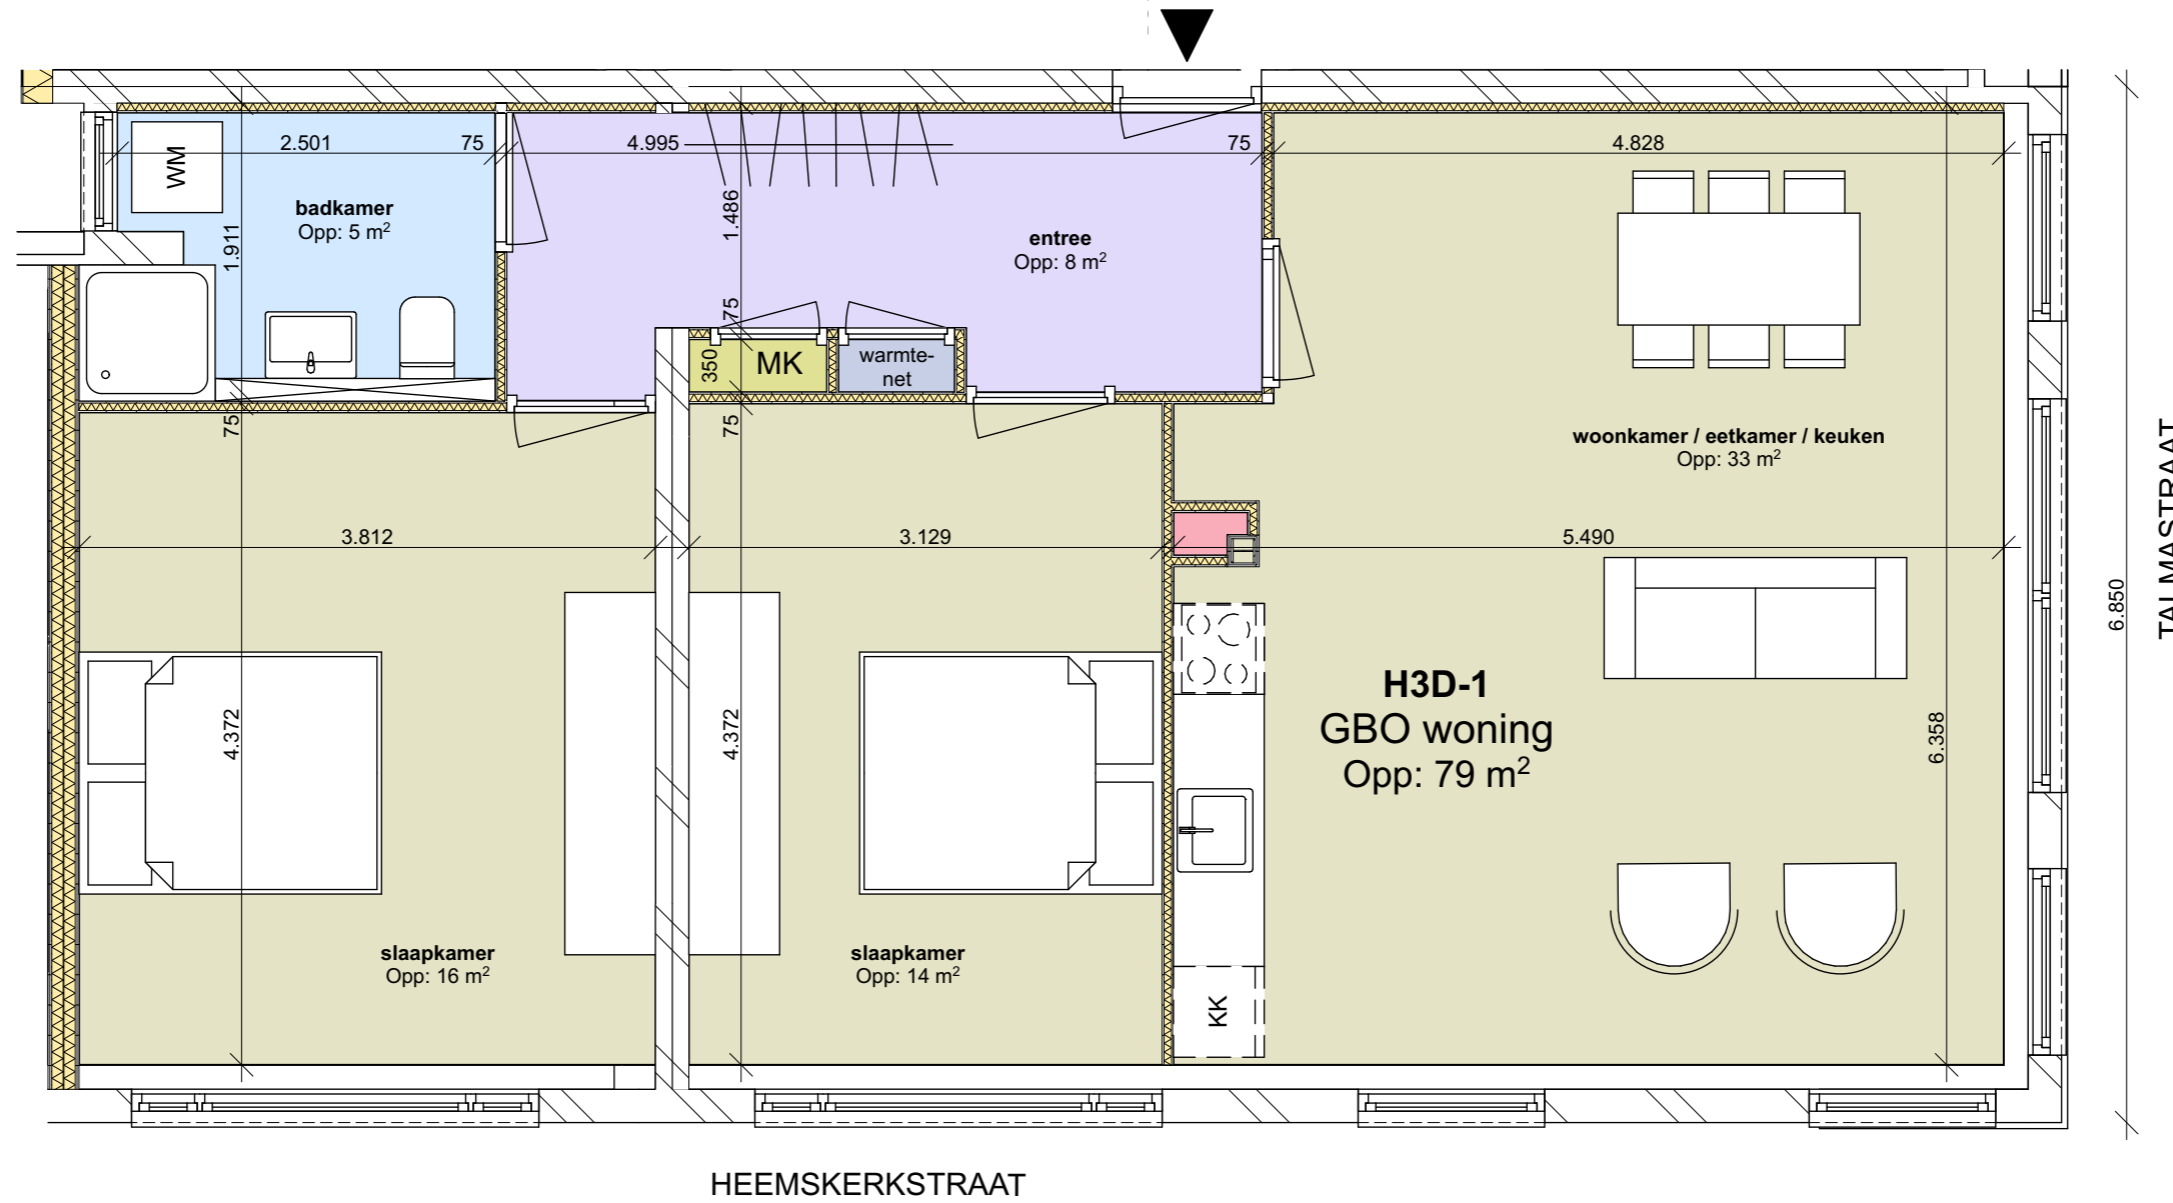 2.501
75
4.995
75
4.828
WM
badkamer
Opp: 5 m²
1.911
1.486
entree
Opp: 8 m²
75
350
MK
warmte-
net
75
75
woonkamer / eetkamer / keuken
Opp: 33 m²
TALMASTRAAT
3.812
3.129
5.490
6.850
H3D-1
GBO woning
Opp: 79 m²
4.372
4.372
6.358
slaapkamer
Opp: 16 m²
slaapkamer
Opp: 14 m²
KK
HEEMSKERKSTRAAT